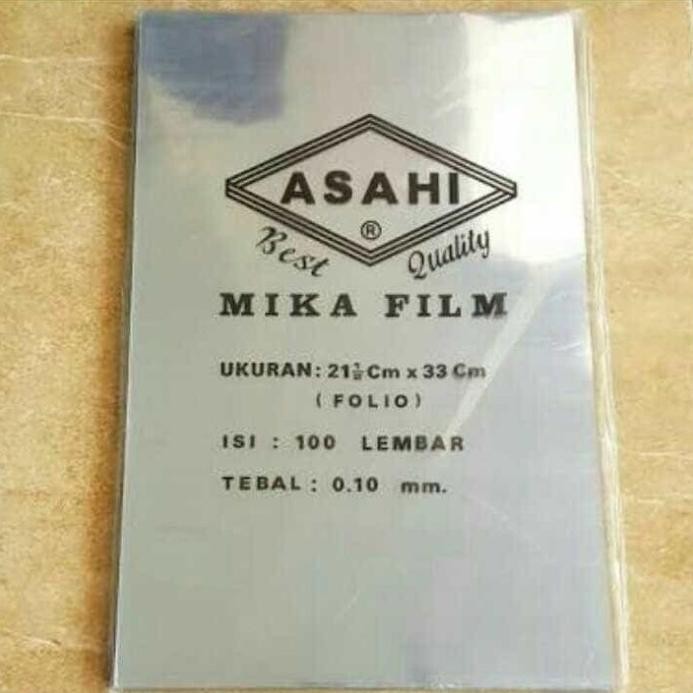 ASAHI
®
Best Quality
MIKA FILM
UKURAN: 21½ Cm x 33 Cm
( FOLIO )
ISI : 100 LEMBAR
TEBAL : 0.10 mm.